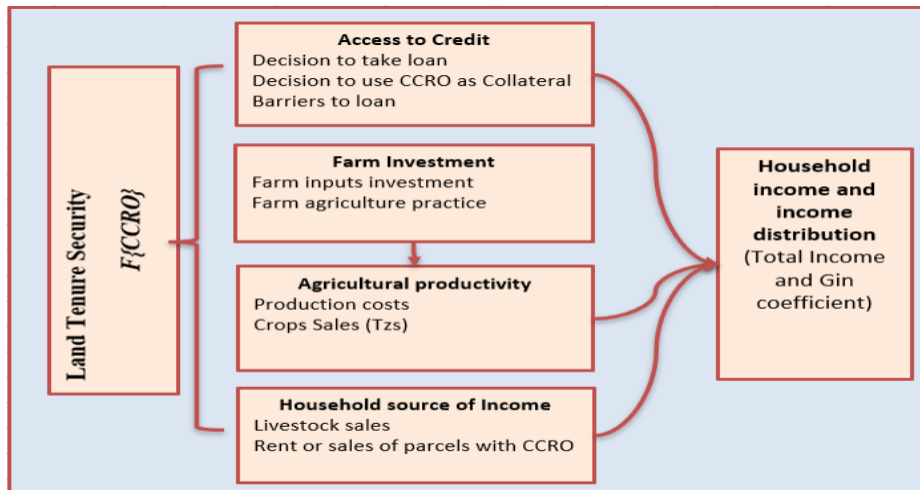 Land Tenure Security
F{CCRO}
Access to Credit
Decision to take loan
Decision to use CCRO as Collateral
Barriers to loan
Farm Investment
Farm inputs investment
Farm agriculture practice
Agricultural productivity
Production costs
Crops Sales (Tzs)
Household source of Income
Livestock sales
Rent or sales of parcels with CCRO
Household
income and
income
distribution
(Total Income
and Gin
coefficient)